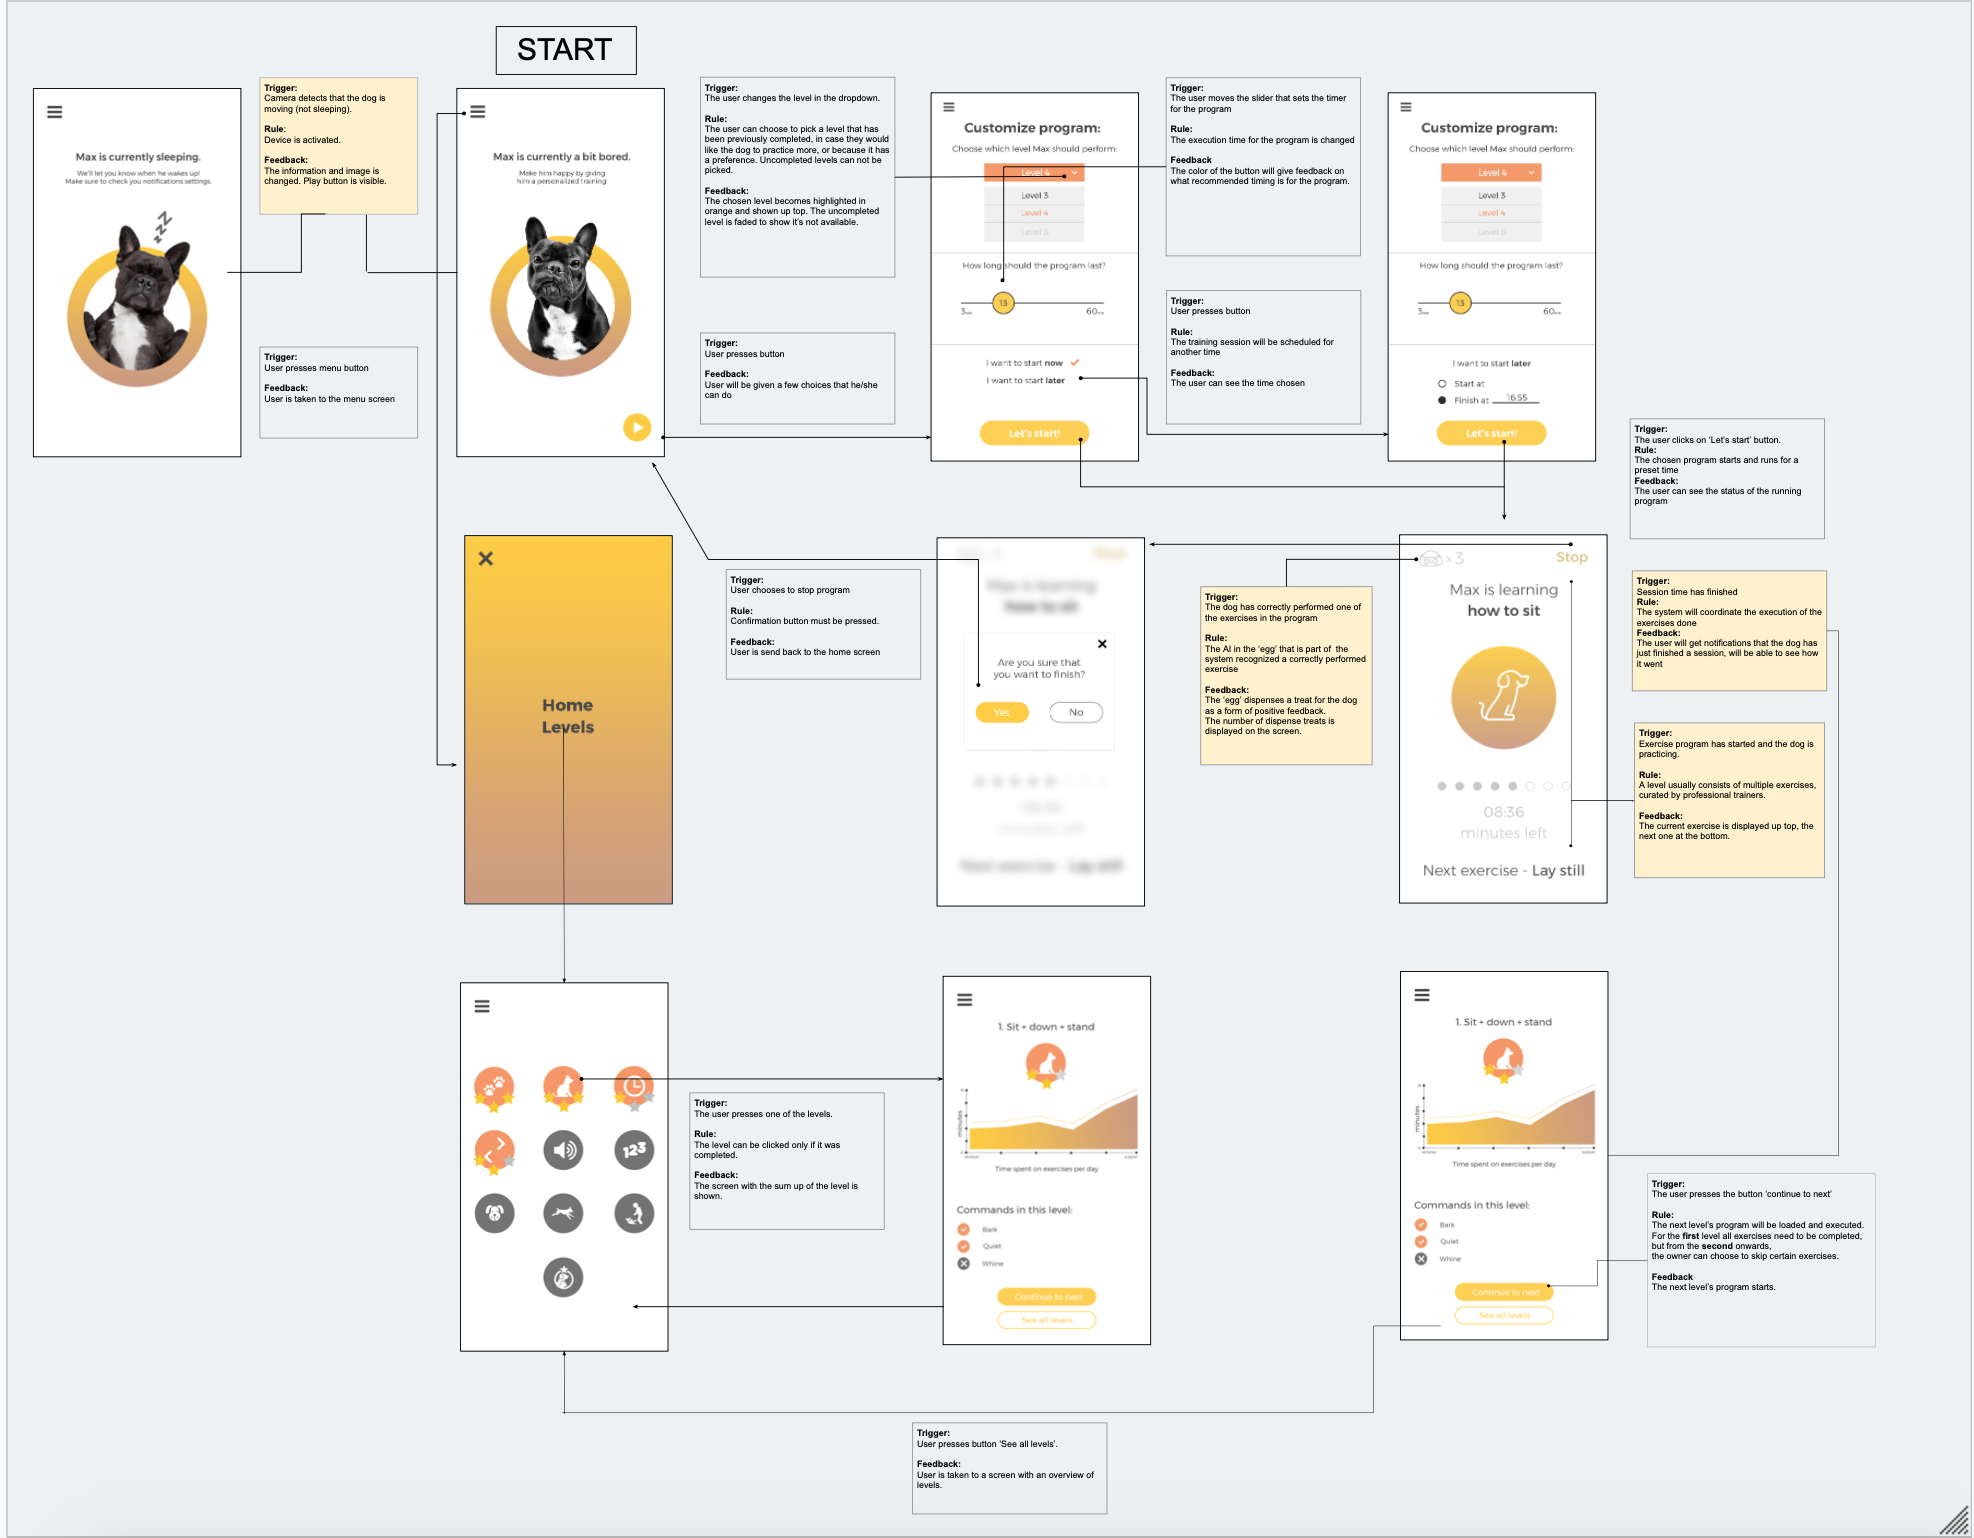 START
Max is currently sleeping.
We'll let you know when he wakes up!
Make sure to check you notifications settings.
Trigger:
Camera detects that the dog is
moving (not sleeping).
Rule:
Device is activated.
Feedback:
The information and image is
changed. Play button is visible.
Trigger:
User presses menu button
Feedback:
User is taken to the menu screen
Max is currently a bit bored.
Make him happy by giving
him a personalized training
Trigger:
The user changes the level in the dropdown.
Rule:
The user can choose to pick a level that has
been previously completed, in case they would
like the dog to practice more, or because it has
a preference. Uncompleted levels can not be
picked.
Feedback:
The chosen level becomes highlighted in
orange and shown up top. The uncompleted
level is faded to show it's not available.
Trigger:
User presses button
Feedback:
User will be given a few choices that he/she
can do
Customize program:
Choose which level Max should perform:
Level 4
Level 3
Level 4
Level 5
How long should the program last?
13
3min
60min
I want to start now
I want to start later
Let's start!
Trigger:
The user moves the slider that sets the timer
for the program
Rule:
The execution time for the program is changed
Feedback
The color of the button will give feedback on
what recommended timing is for the program.
Trigger:
User presses button
Rule:
The training session will be scheduled for
another time
Feedback:
The user can see the time chosen
Customize program:
Choose which level Max should perform:
Level 4
Level 3
Level 4
Level 5
How long should the program last?
13
3min
60min
I want to start later
Start at
Finish at 16:55
Let's start!
Trigger:
The user clicks on 'Let's start' button.
Rule:
The chosen program starts and runs for a
preset time
Feedback:
The user can see the status of the running
program
Home
Levels
Trigger:
User chooses to stop program
Rule:
Confirmation button must be pressed.
Feedback:
User is send back to the home screen
Stop
Max is learning
how to sit
Are you sure that
you want to finish?
Yes
No
08:36
minutes left
Next exercise - Lay still
Trigger:
The dog has correctly performed one of
the exercises in the program
Rule:
The AI in the 'egg' that is part of the
system recognized a correctly performed
exercise
Feedback:
The 'egg' dispenses a treat for the dog
as a form of positive feedback.
The number of dispense treats is
displayed on the screen.
x 3
Stop
Max is learning
how to sit
08:36
minutes left
Next exercise - Lay still
Trigger:
Session time has finished
Rule:
The system will coordinate the execution of the
exercises done
Feedback:
The user will get notifications that the dog has
just finished a session, will be able to see how
it went
Trigger:
Exercise program has started and the dog is
practicing.
Rule:
A level usually consists of multiple exercises,
curated by professional trainers.
Feedback:
The current exercise is displayed up top, the
next one at the bottom.
123
Trigger:
The user presses one of the levels.
Rule:
The level can be clicked only if it was
completed.
Feedback:
The screen with the sum up of the level is
shown.
1. Sit + down + stand
minutes
MONDAY
SUNDAY
Time spent on exercises per day
Commands in this level:
Bark
Quiet
Whine
Continue to next
See all levels
1. Sit + down + stand
minutes
MONDAY
SUNDAY
Time spent on exercises per day
Commands in this level:
Bark
Quiet
Whine
Continue to next
See all levels
Trigger:
The user presses the button 'continue to next'
Rule:
The next level's program will be loaded and executed.
For the first level all exercises need to be completed,
but from the second onwards,
the owner can choose to skip certain exercises.
Feedback
The next level's program starts.
Trigger:
User presses button 'See all levels'.
Feedback:
User is taken to a screen with an overview of
levels.